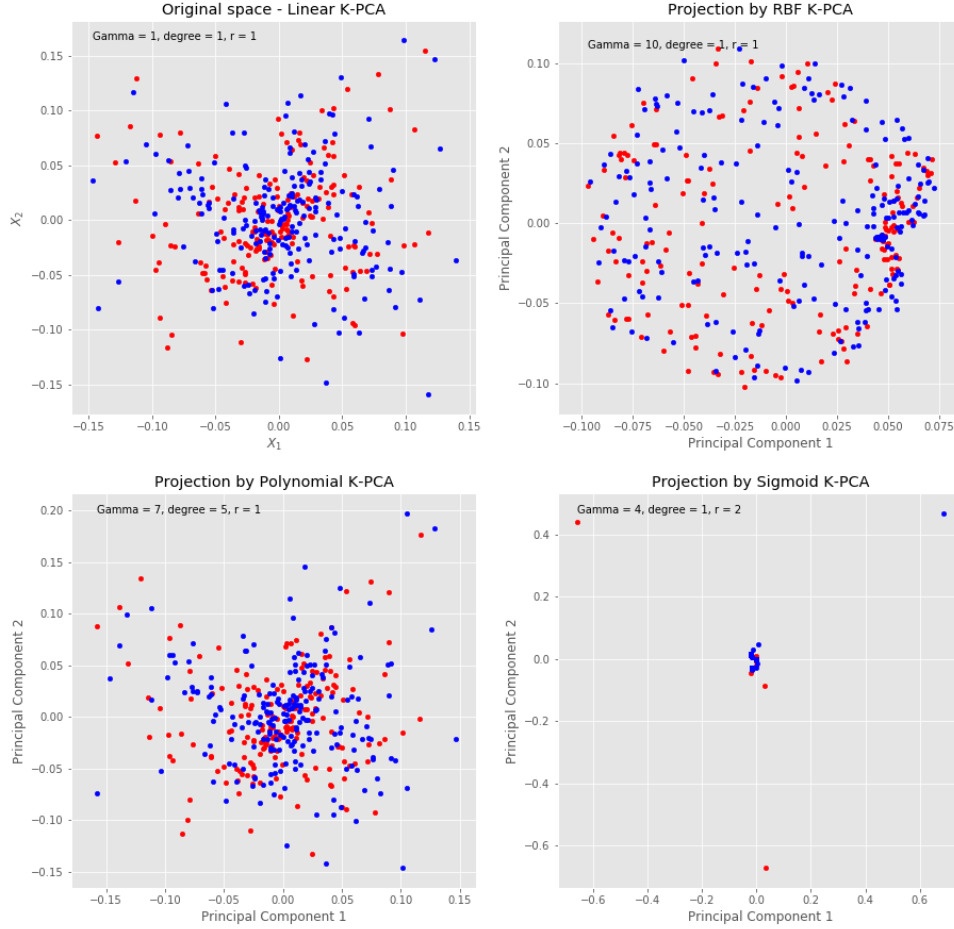 Original space - Linear K-PCA
Gamma = 1, degree = 1, r = 1
0.15
0.10
0.05
0.00
−0.05
−0.10
−0.15
X₂
−0.15 −0.10 −0.05 0.00 0.05 0.10 0.15
X₁
Projection by RBF K-PCA
Gamma = 10, degree = 1, r = 1
0.10
0.05
0.00
−0.05
−0.10
Principal Component 2
−0.100 −0.075 −0.050 −0.025 0.000 0.025 0.050 0.075
Principal Component 1
Projection by Polynomial K-PCA
Gamma = 7, degree = 5, r = 1
0.20
0.15
0.10
0.05
0.00
−0.05
−0.10
−0.15
Principal Component 2
−0.15 −0.10 −0.05 0.00 0.05 0.10 0.15
Principal Component 1
Projection by Sigmoid K-PCA
Gamma = 4, degree = 1, r = 2
0.4
0.2
0.0
−0.2
−0.4
−0.6
Principal Component 2
−0.6 −0.4 −0.2 0.0 0.2 0.4 0.6
Principal Component 1